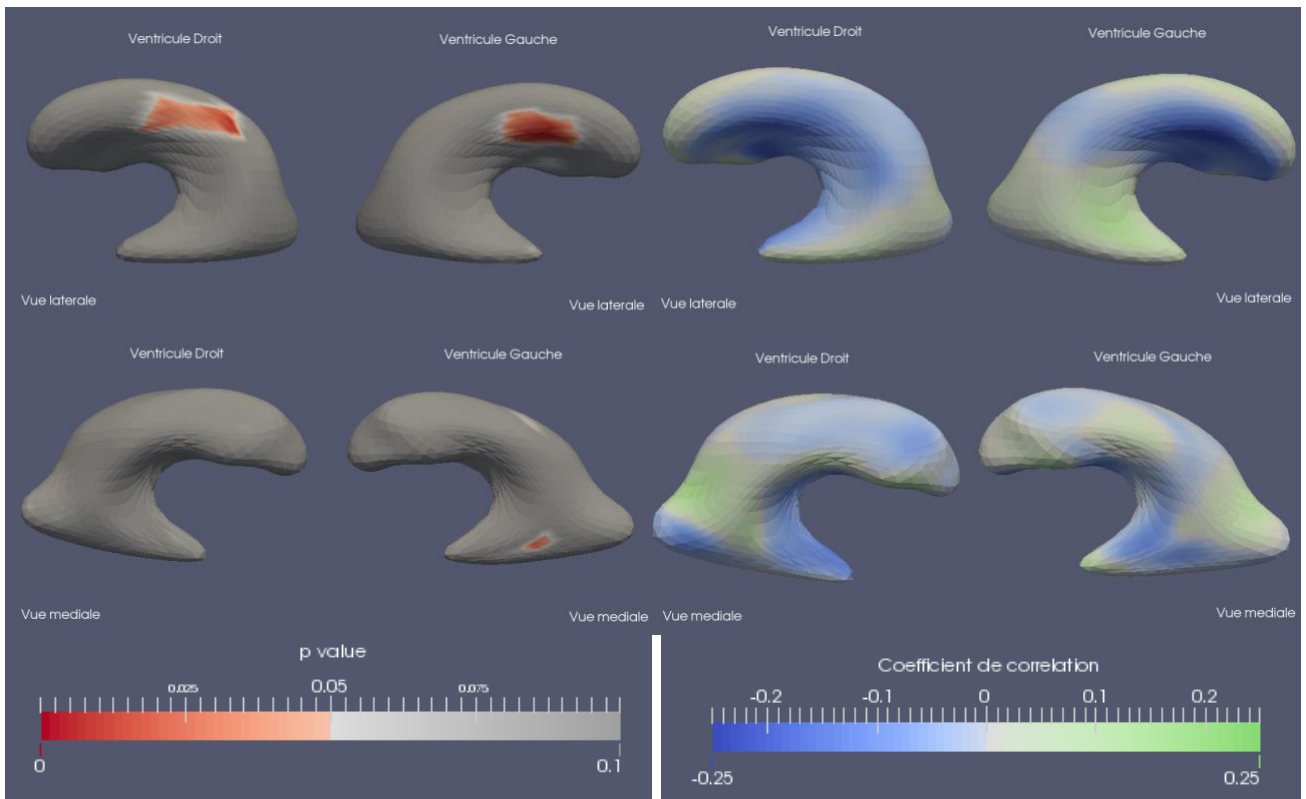 Ventricule Droit
Ventricule Gauche
Ventricule Droit
Ventricule Gauche
Vue laterale
Vue laterale
Vue laterale
Vue laterale
Ventricule Droit
Ventricule Gauche
Ventricule Droit
Ventricule Gauche
Vue mediale
Vue mediale
Vue mediale
Vue mediale
p value
0.025 0.05 0.075
0 0.1
Coefficient de correlation
-0.2 -0.1 0 0.1 0.2
-0.25 0.25